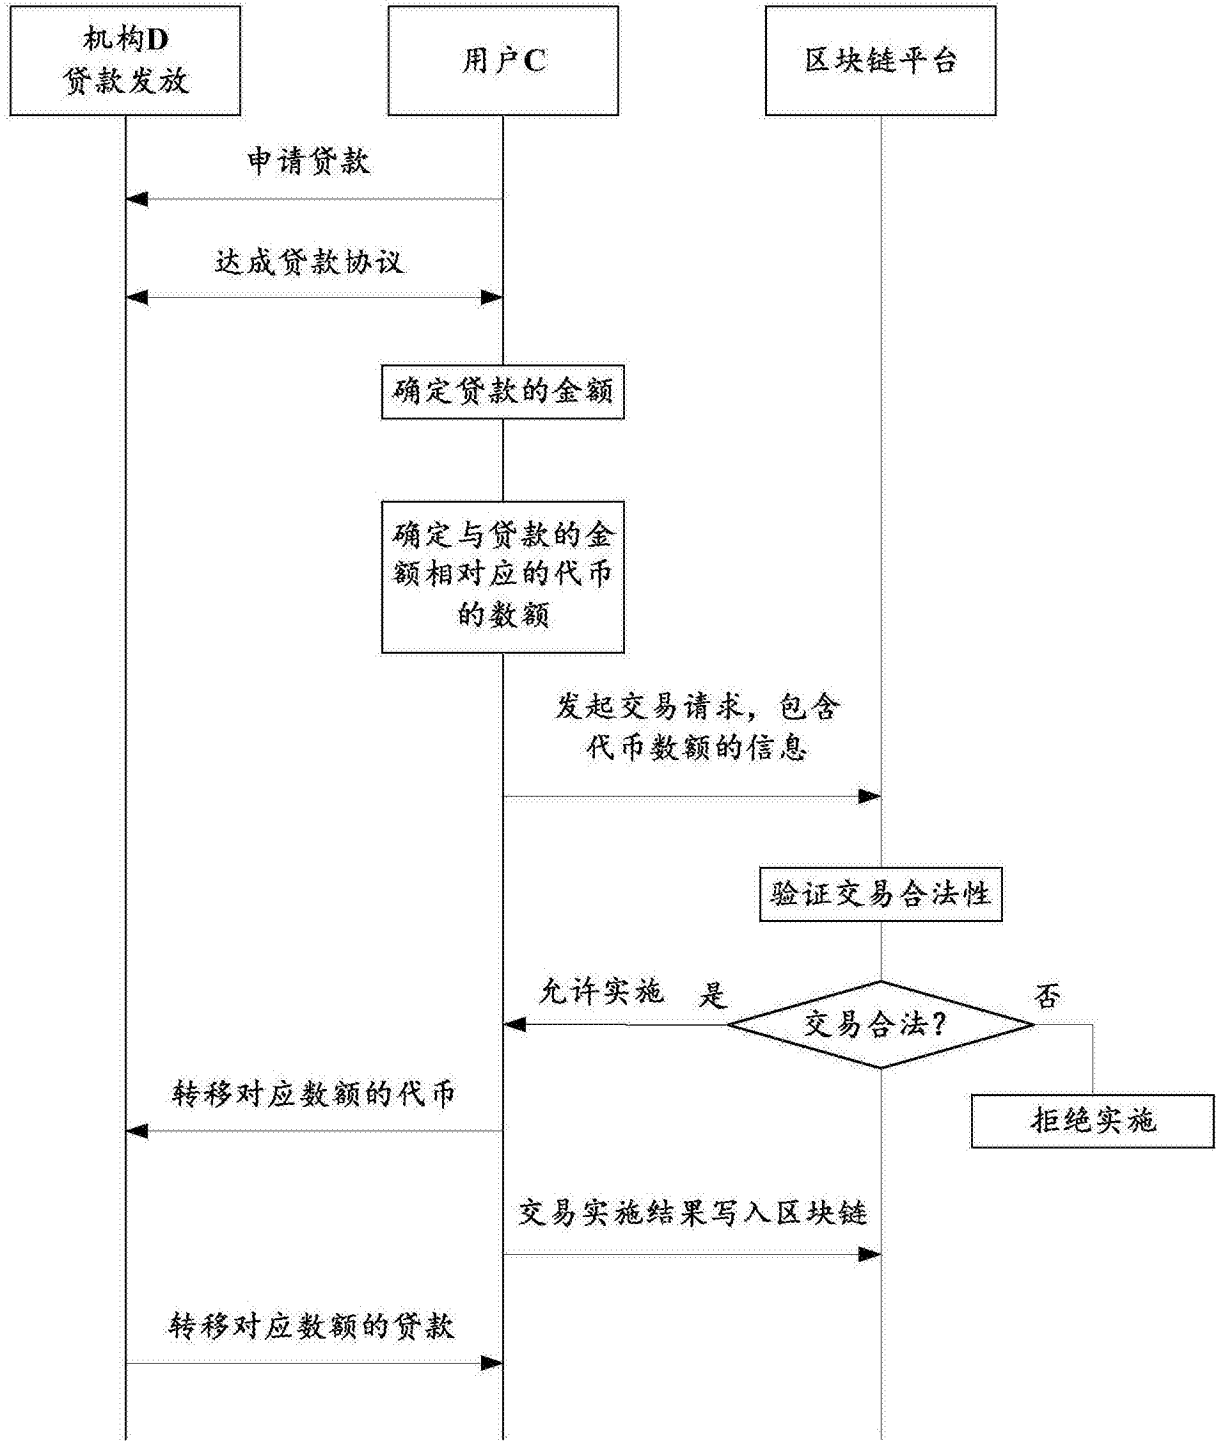 机构D
贷款发放
用户C
区块链平台
申请贷款
达成贷款协议
确定贷款的金额
确定与贷款的金
额相对应的代币
的数额
发起交易请求，包含
代币数额的信息
验证交易合法性
允许实施
是
交易合法？
否
转移对应数额的代币
拒绝实施
交易实施结果写入区块链
转移对应数额的贷款